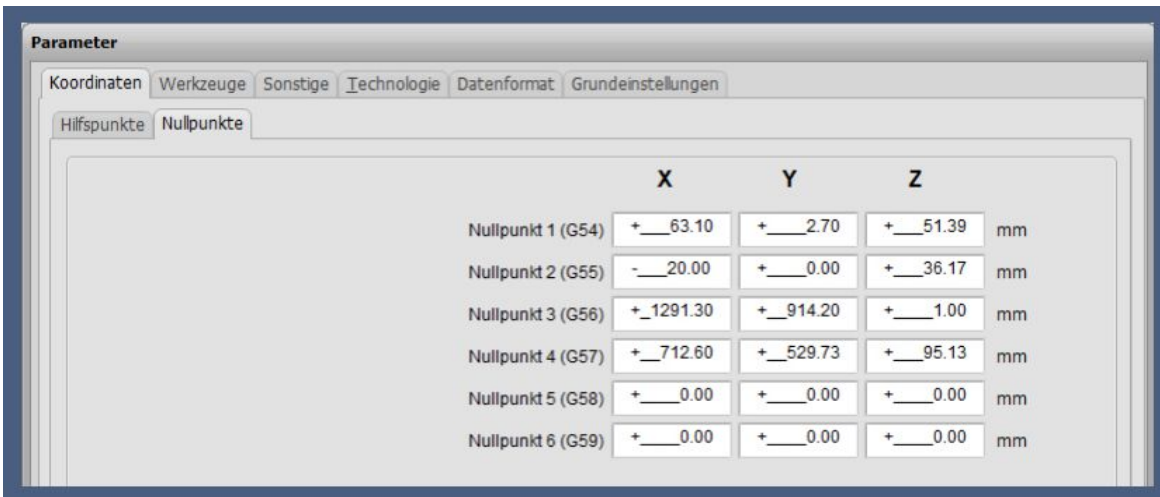 Parameter
Koordinaten Werkzeuge Sonstige Technologie Datenformat Grundeinstellungen
Hilfspunkte Nullpunkte
X Y Z
Nullpunkt 1 (G54) +___63.10 +____2.70 +___51.39 mm
Nullpunkt 2 (G55) -___20.00 +____0.00 +___36.17 mm
Nullpunkt 3 (G56) +_1291.30 +__914.20 +____1.00 mm
Nullpunkt 4 (G57) +__712.60 +__529.73 +___95.13 mm
Nullpunkt 5 (G58) +____0.00 +____0.00 +____0.00 mm
Nullpunkt 6 (G59) +____0.00 +____0.00 +____0.00 mm